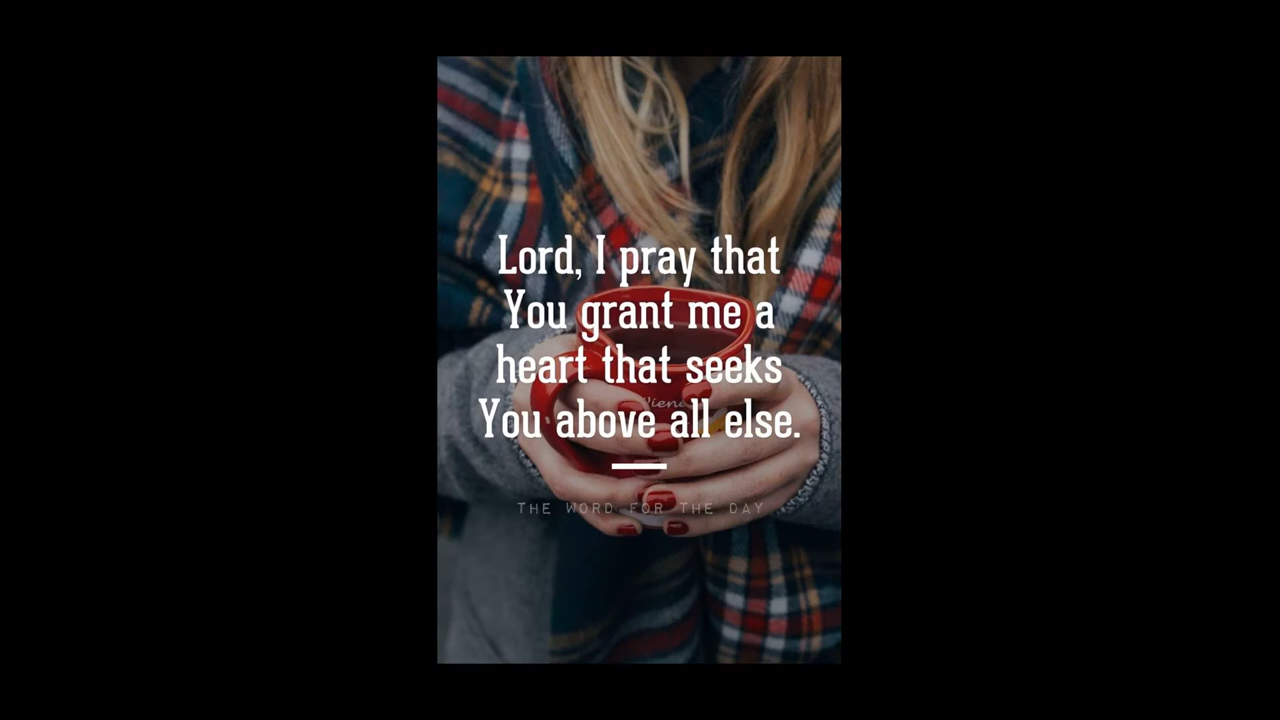 Lord, I pray that
You grant me a
heart that seeks
You above all else.
THE WORD FOR THE DAY